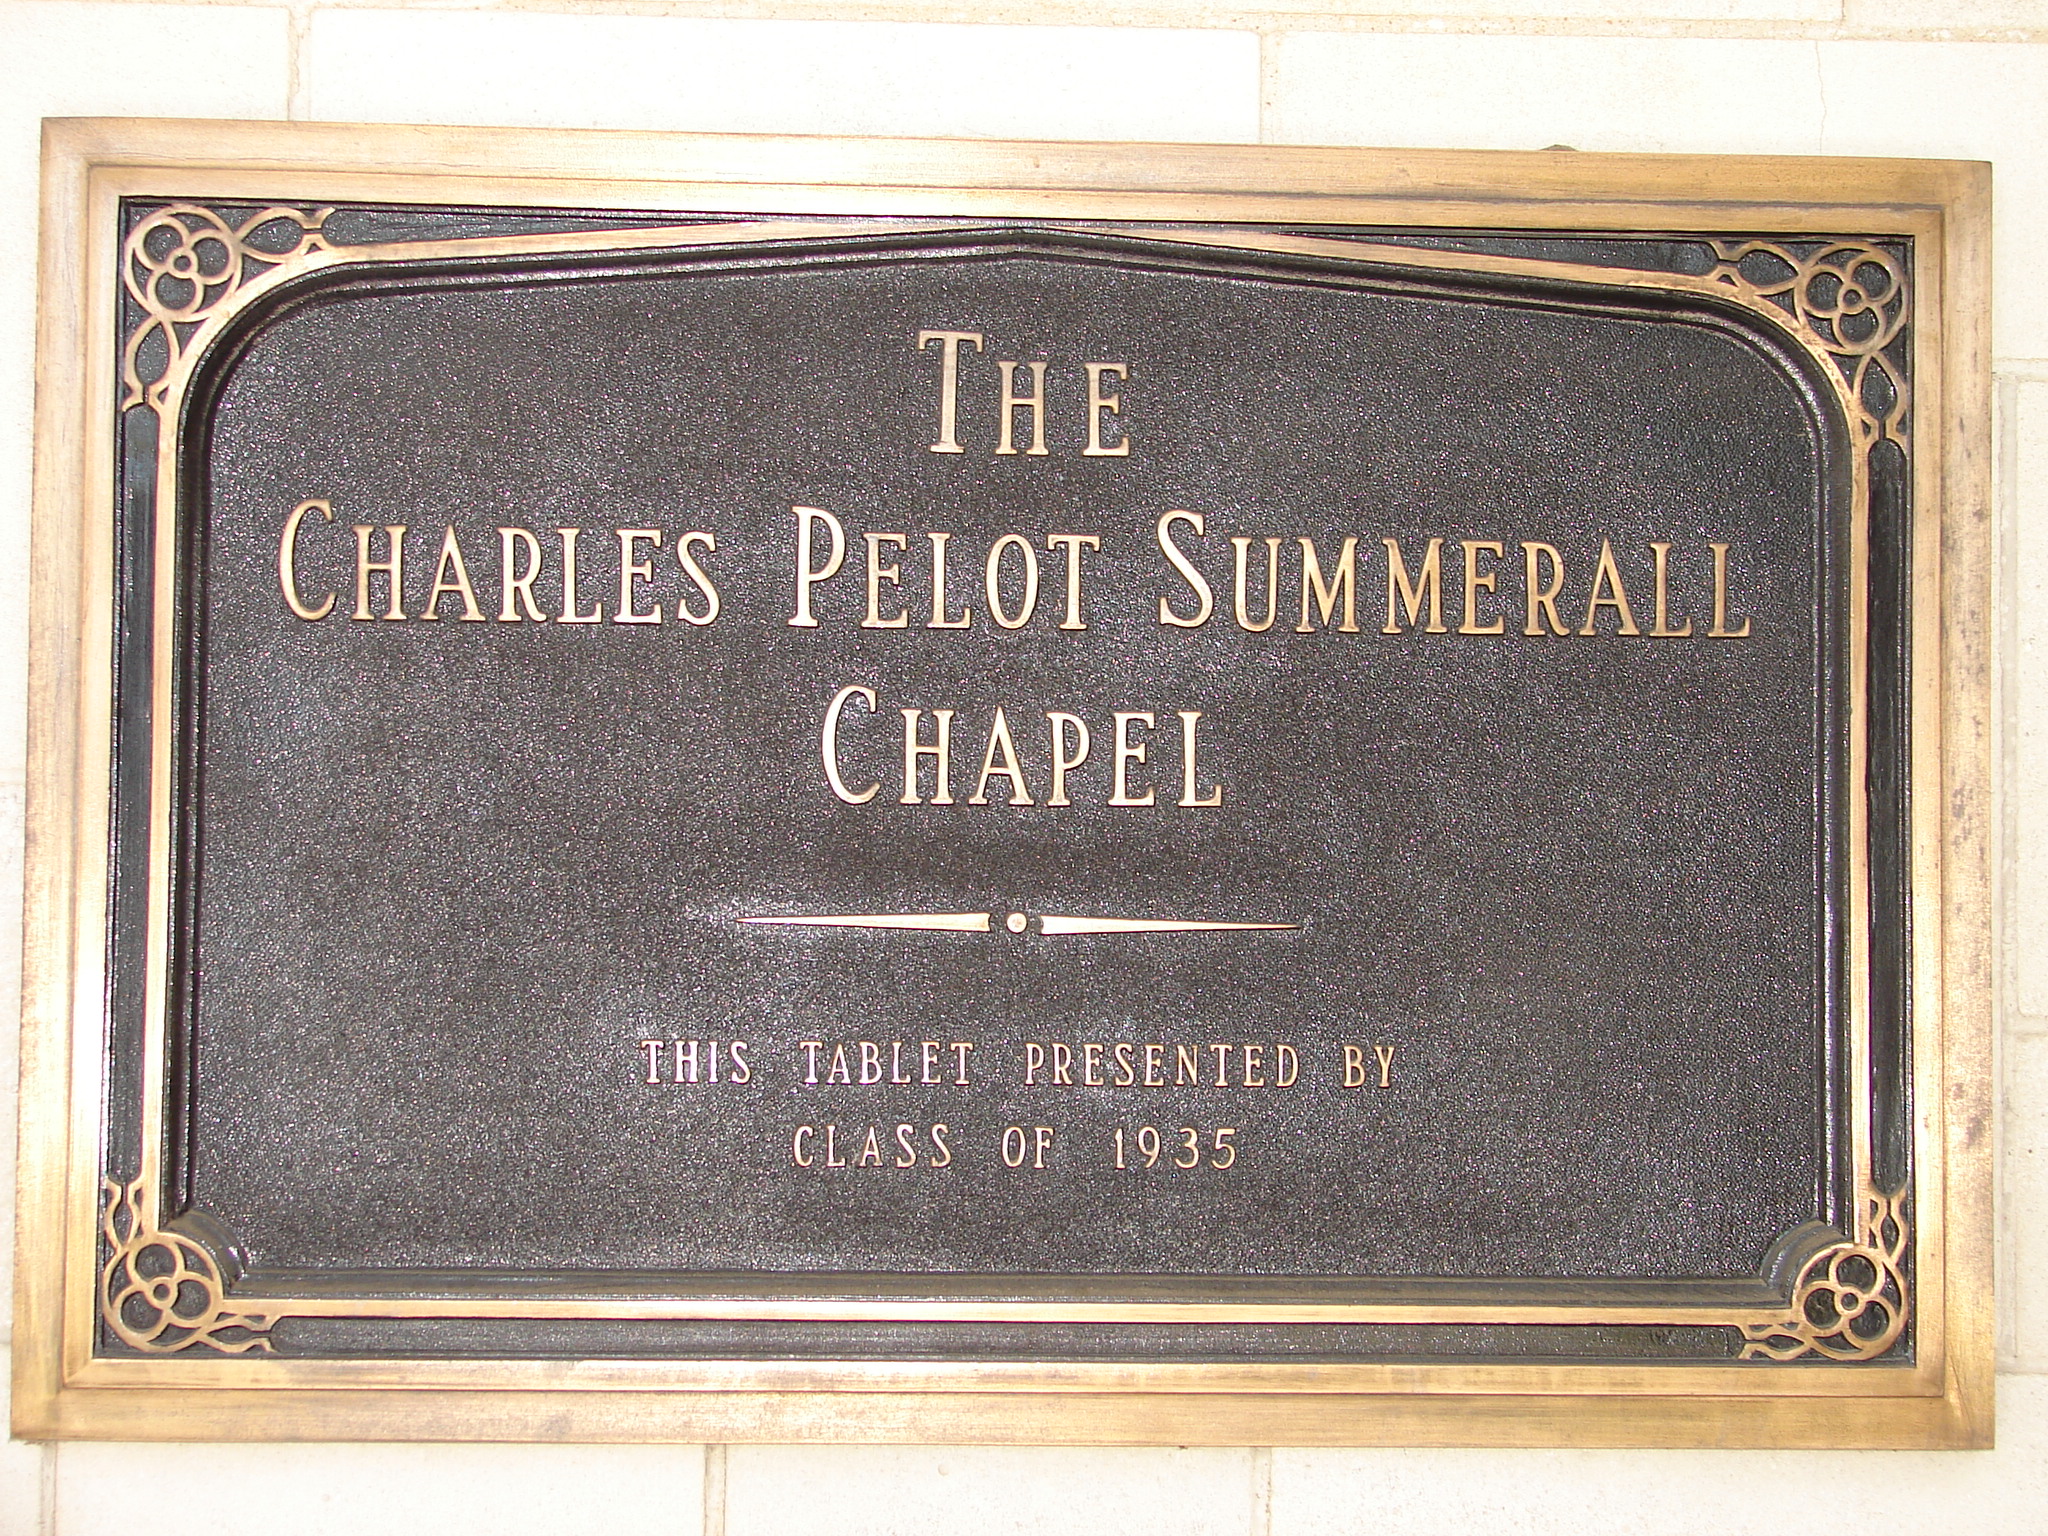 The
Charles Pelot Summerall
Chapel
THIS TABLET PRESENTED BY
CLASS OF 1935